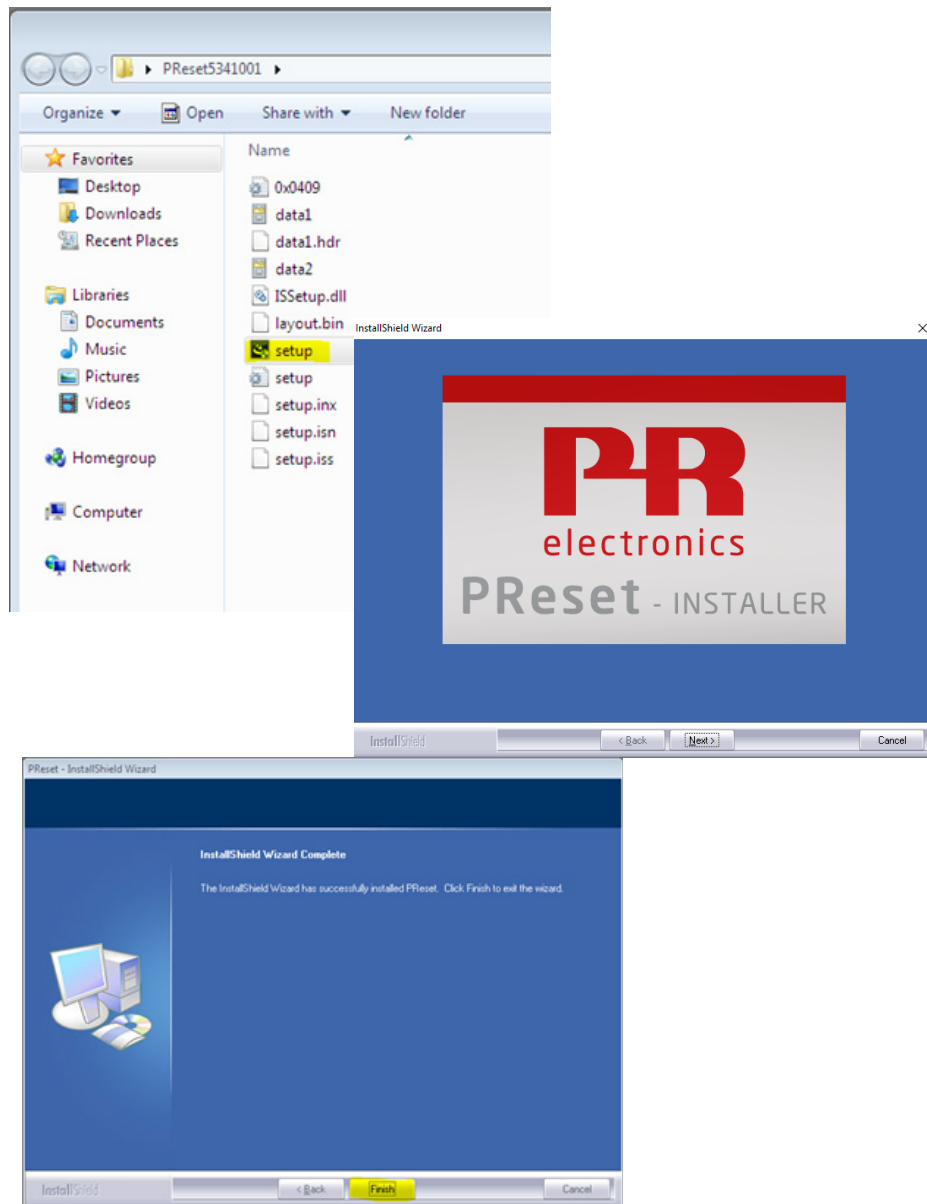 PReset5341001
Organize Open Share with New folder
Favorites
Desktop
Downloads
Recent Places
Libraries
Documents
Music
Pictures
Videos
Homegroup
Computer
Network
Name
0x0409
data1
data1.hdr
data2
ISSetup.dll
layout.bin
setup
setup
setup.inx
setup.isn
setup.iss
InstallShield Wizard
PR
electronics
PReset - INSTALLER
InstallShield
< Back Next > Cancel
PReset - InstallShield Wizard
InstallShield Wizard Complete
The InstallShield Wizard has successfully installed PReset. Click Finish to exit the wizard.
InstallShield
< Back Finish Cancel